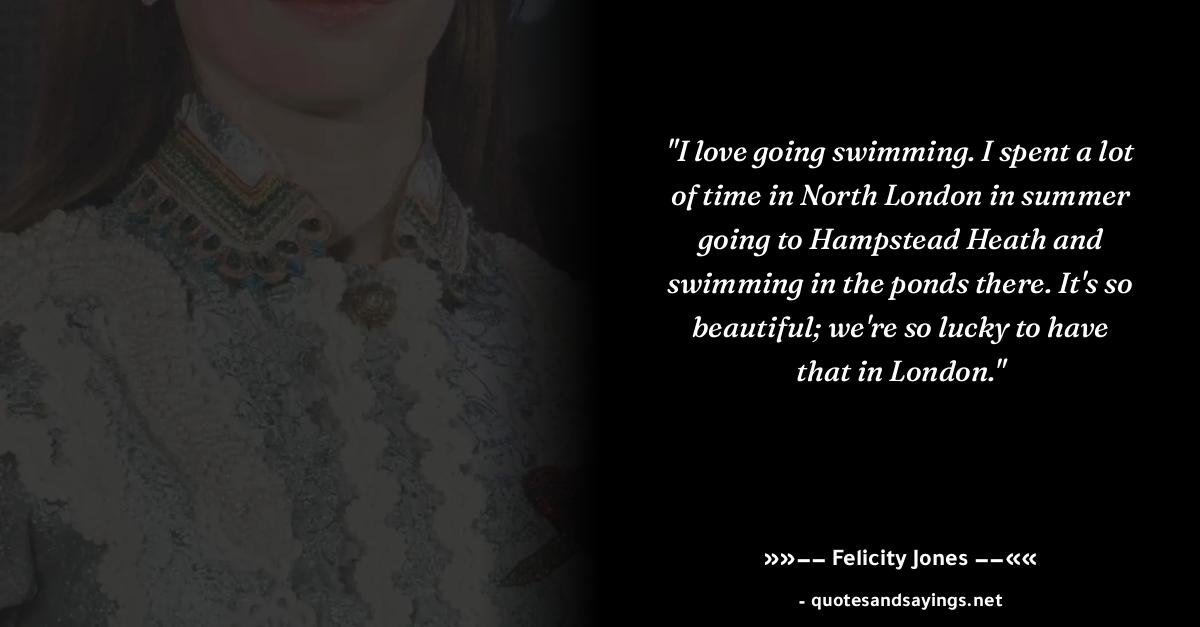 "I love going swimming. I spent a lot
of time in North London in summer
going to Hampstead Heath and
swimming in the ponds there. It's so
beautiful; we're so lucky to have
that in London."
»»−− Felicity Jones −−««
- quotesandsayings.net